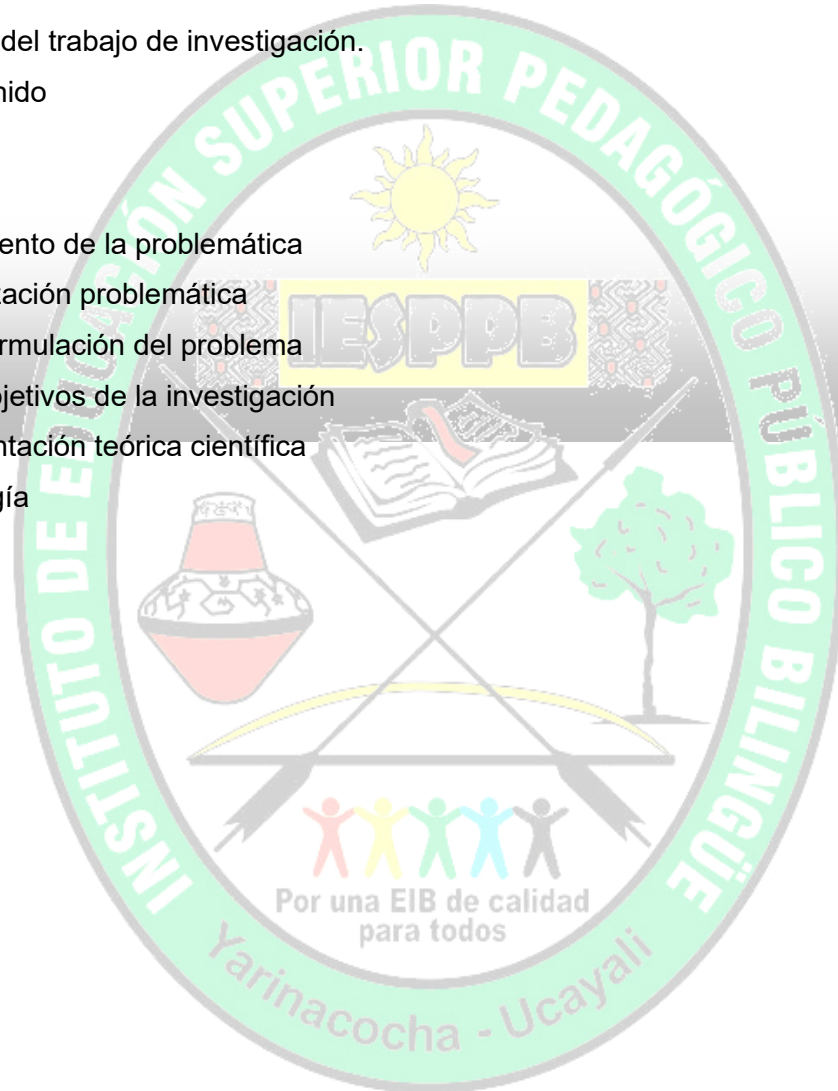 del trabajo de investigación.
nido
ento de la problemática
tación problemática
rmulación del problema
jetivos de la investigación
ntación teórica científica
gía
INSTITUTO DE EDUCACIÓN SUPERIOR PEDAGÓGICO PÚBLICO BILINGÜE
IESPPB
Por una EIB de calidad
para todos
Yarinacocha - Ucayali